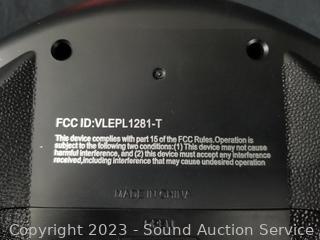 FCC ID:VLEPL1281-T
This device complies with part 15 of the FCC Rules.Operation is
subject to the following two conditions:(1) This device may not cause
harmful interference, and (2) this device must accept any interference
received,including interference that may cause undesired operation
MADE IN CHINA
Copyright © 2023 - Sound Auction Service